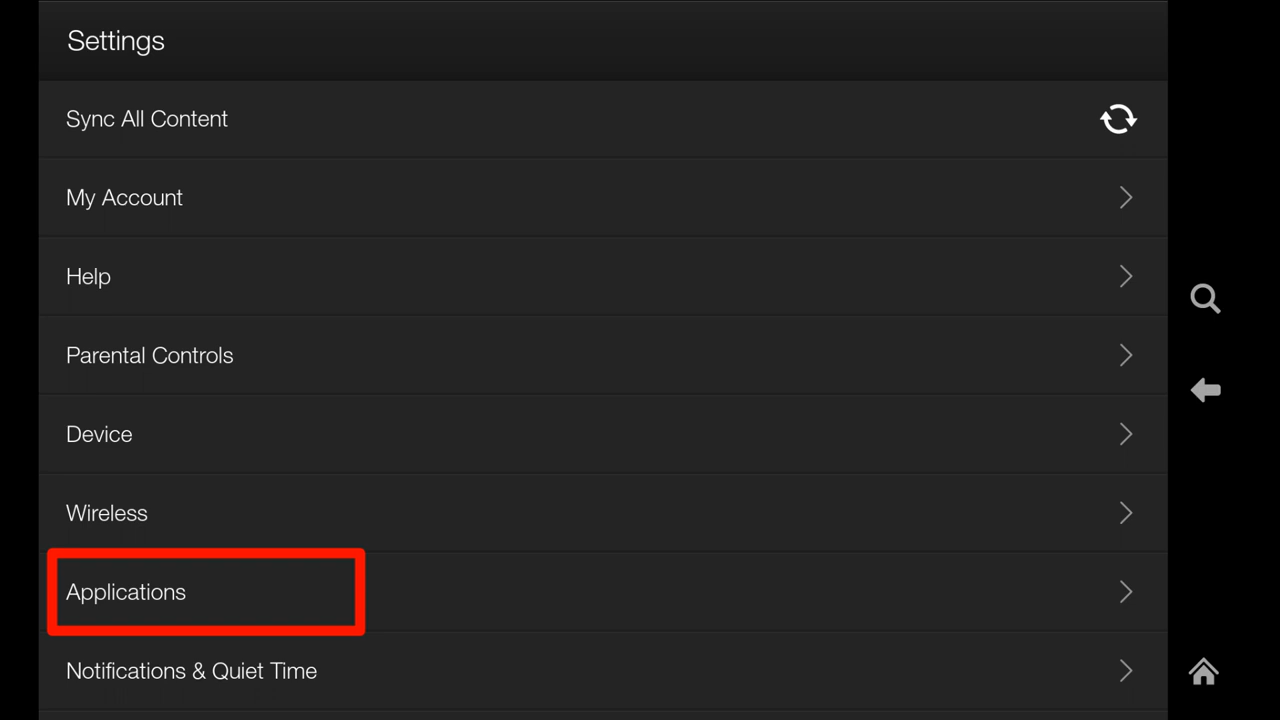 Settings
Sync All Content
My Account
Help
Parental Controls
Device
Wireless
Applications
Notifications & Quiet Time